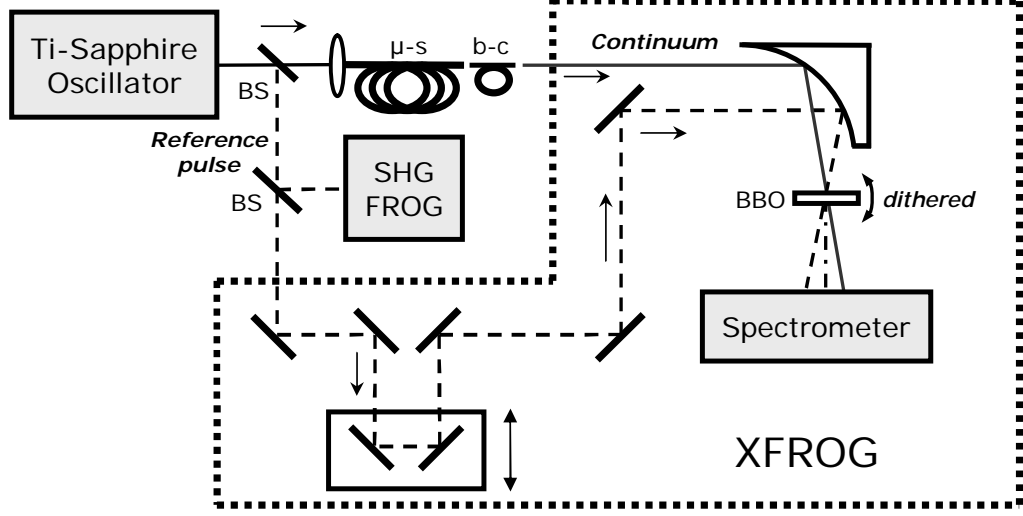 Ti-Sapphire
Oscillator
BS
μ-s
b-c
Continuum
Reference
pulse
BS
SHG
FROG
BBO
dithered
Spectrometer
XFROG